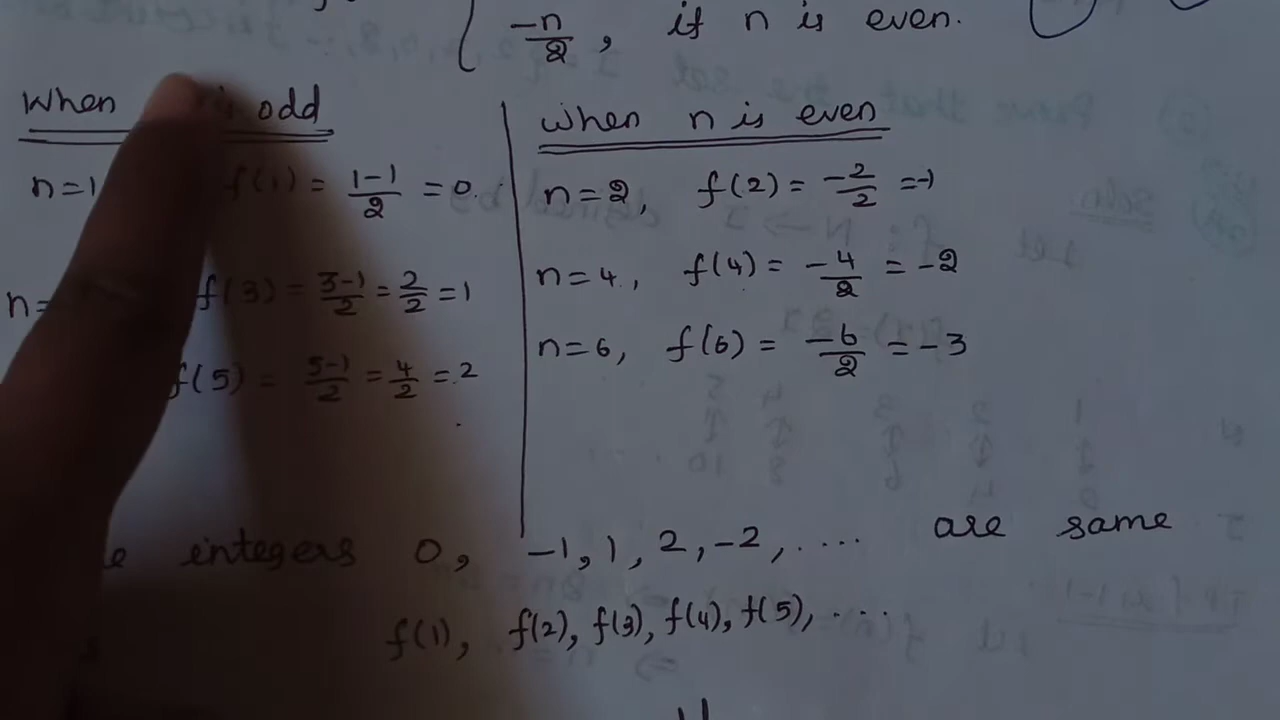 -n/2, if n is even.
When is odd
n=1 f(1) = 1-1/2 = 0.
n= f(3) = 3-1/2 = 2/2 = 1
f(5) = 5-1/2 = 4/2 = 2
when n is even
n=2, f(2) = -2/2 = -1
n=4, f(4) = -4/2 = -2
n=6, f(6) = -6/2 = -3
integers 0, -1, 1, 2, -2, .... are same
f(1), f(2), f(3), f(4), f(5), ...